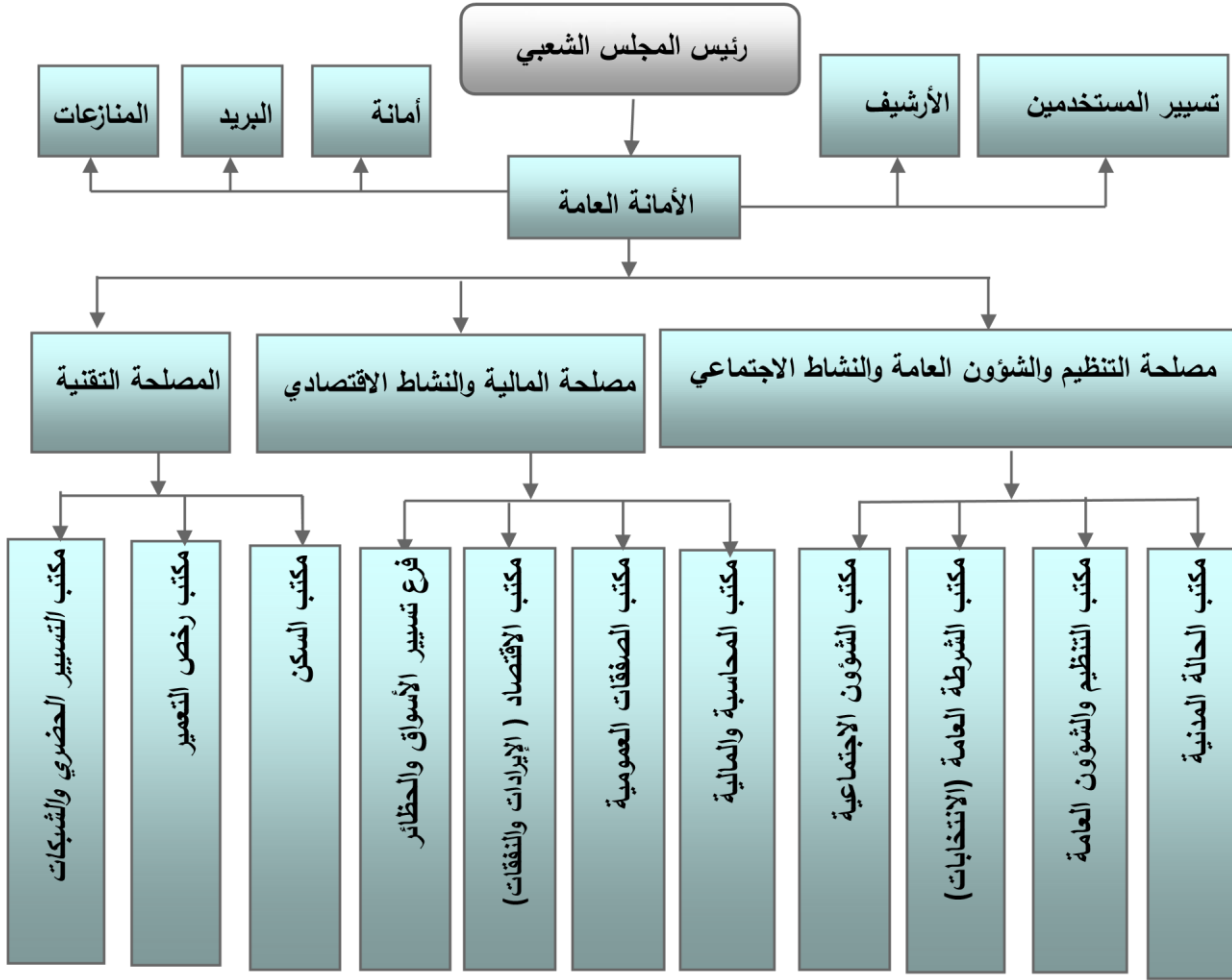 رئيس المجلس الشعبي
تسيير المستخدمين
الأرشيف
أمانة
البريد
المنازعات
الأمانة العامة
مصلحة التنظيم والشؤون العامة والنشاط الاجتماعي
مصلحة المالية والنشاط الاقتصادي
المصلحة التقنية
مكتب الحالة المدنية
مكتب التنظيم والشؤون العامة
مكتب الشرطة العامة (الانتخابات)
مكتب الشؤون الاجتماعية
مكتب المحاسبة والمالية
مكتب الصفقات العمومية
مكتب الاقتصاد ( الإيرادات والنفقات)
فرع تسيير الأسواق والحظائر
مكتب السكن
مكتب رخص التعمير
مكتب التسيير الحضري والشبكات